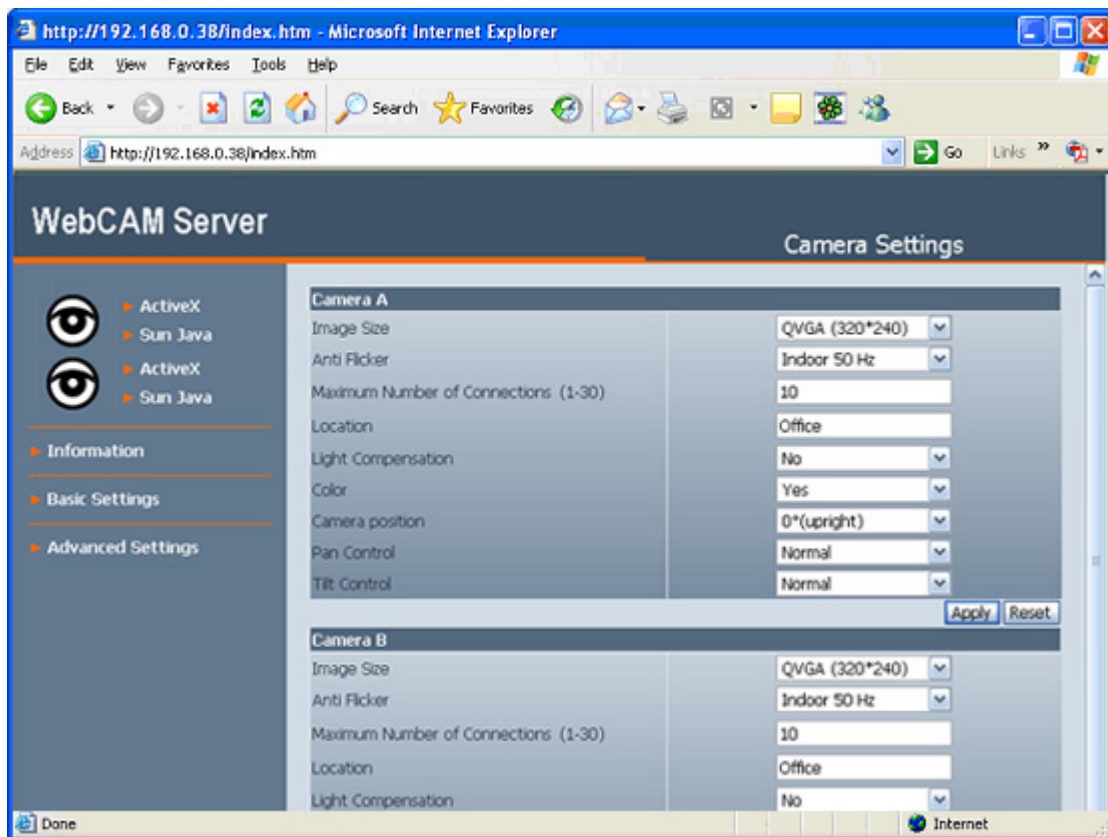 http://192.168.0.38/index.htm - Microsoft Internet Explorer
File Edit View Favorites Tools Help
Back Search Favorites
Address http://192.168.0.38/index.htm Go Links »
WebCAM Server
Camera Settings
ActiveX
Sun Java
ActiveX
Sun Java
Information
Basic Settings
Advanced Settings
Camera A
Image Size QVGA (320*240)
Anti Flicker Indoor 50 Hz
Maximum Number of Connections (1-30) 10
Location Office
Light Compensation No
Color Yes
Camera position 0°(upright)
Pan Control Normal
Tilt Control Normal
Apply Reset
Camera B
Image Size QVGA (320*240)
Anti Flicker Indoor 50 Hz
Maximum Number of Connections (1-30) 10
Location Office
Light Compensation No
Done Internet